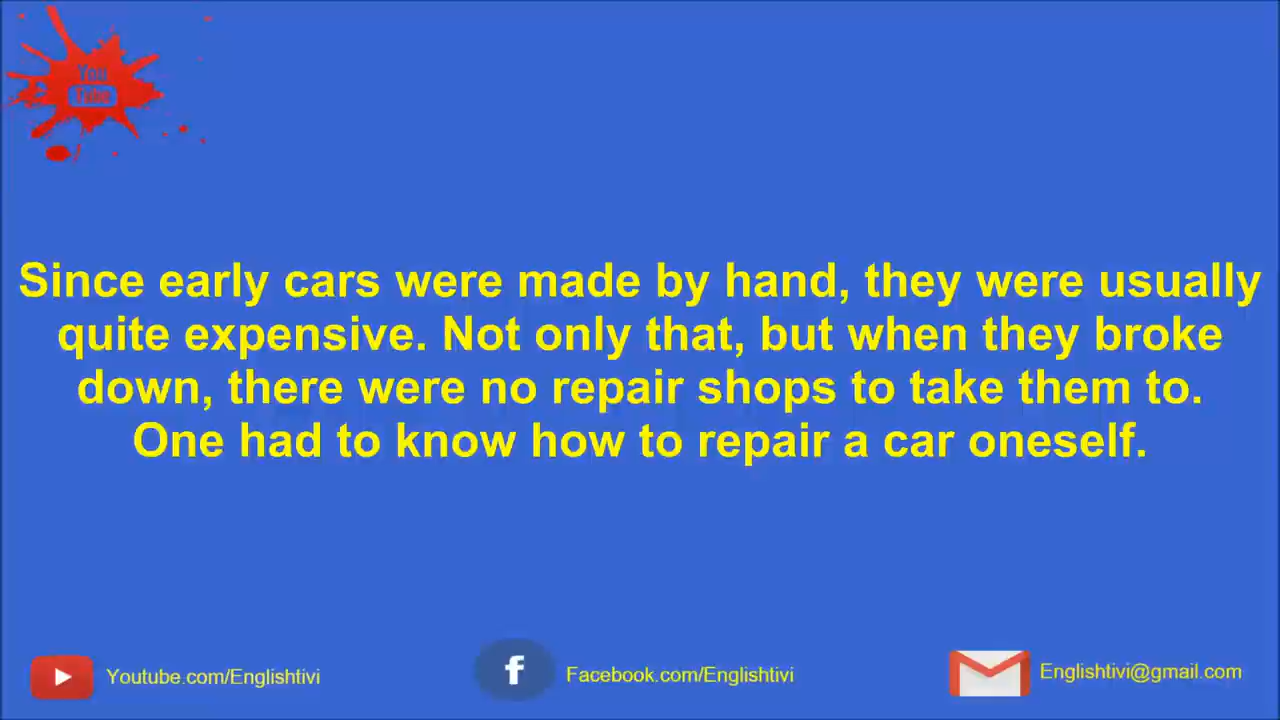 You
Tube
Since early cars were made by hand, they were usually
quite expensive. Not only that, but when they broke
down, there were no repair shops to take them to.
One had to know how to repair a car oneself.
Youtube.com/Englishtivi
f
Facebook.com/Englishtivi
Englishtivi@gmail.com